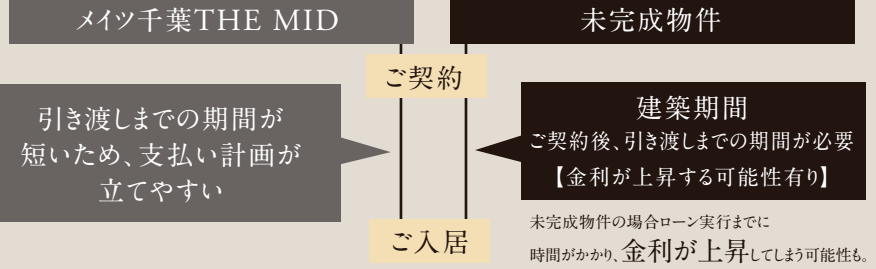 メイツ千葉THE MID
未完成物件
ご契約
引き渡しまでの期間が
短いため、支払い計画が
立てやすい
建築期間
ご契約後、引き渡しまでの期間が必要
【金利が上昇する可能性有り】
ご入居
未完成物件の場合ローン実行までに
時間がかかり、金利が上昇してしまう可能性も。